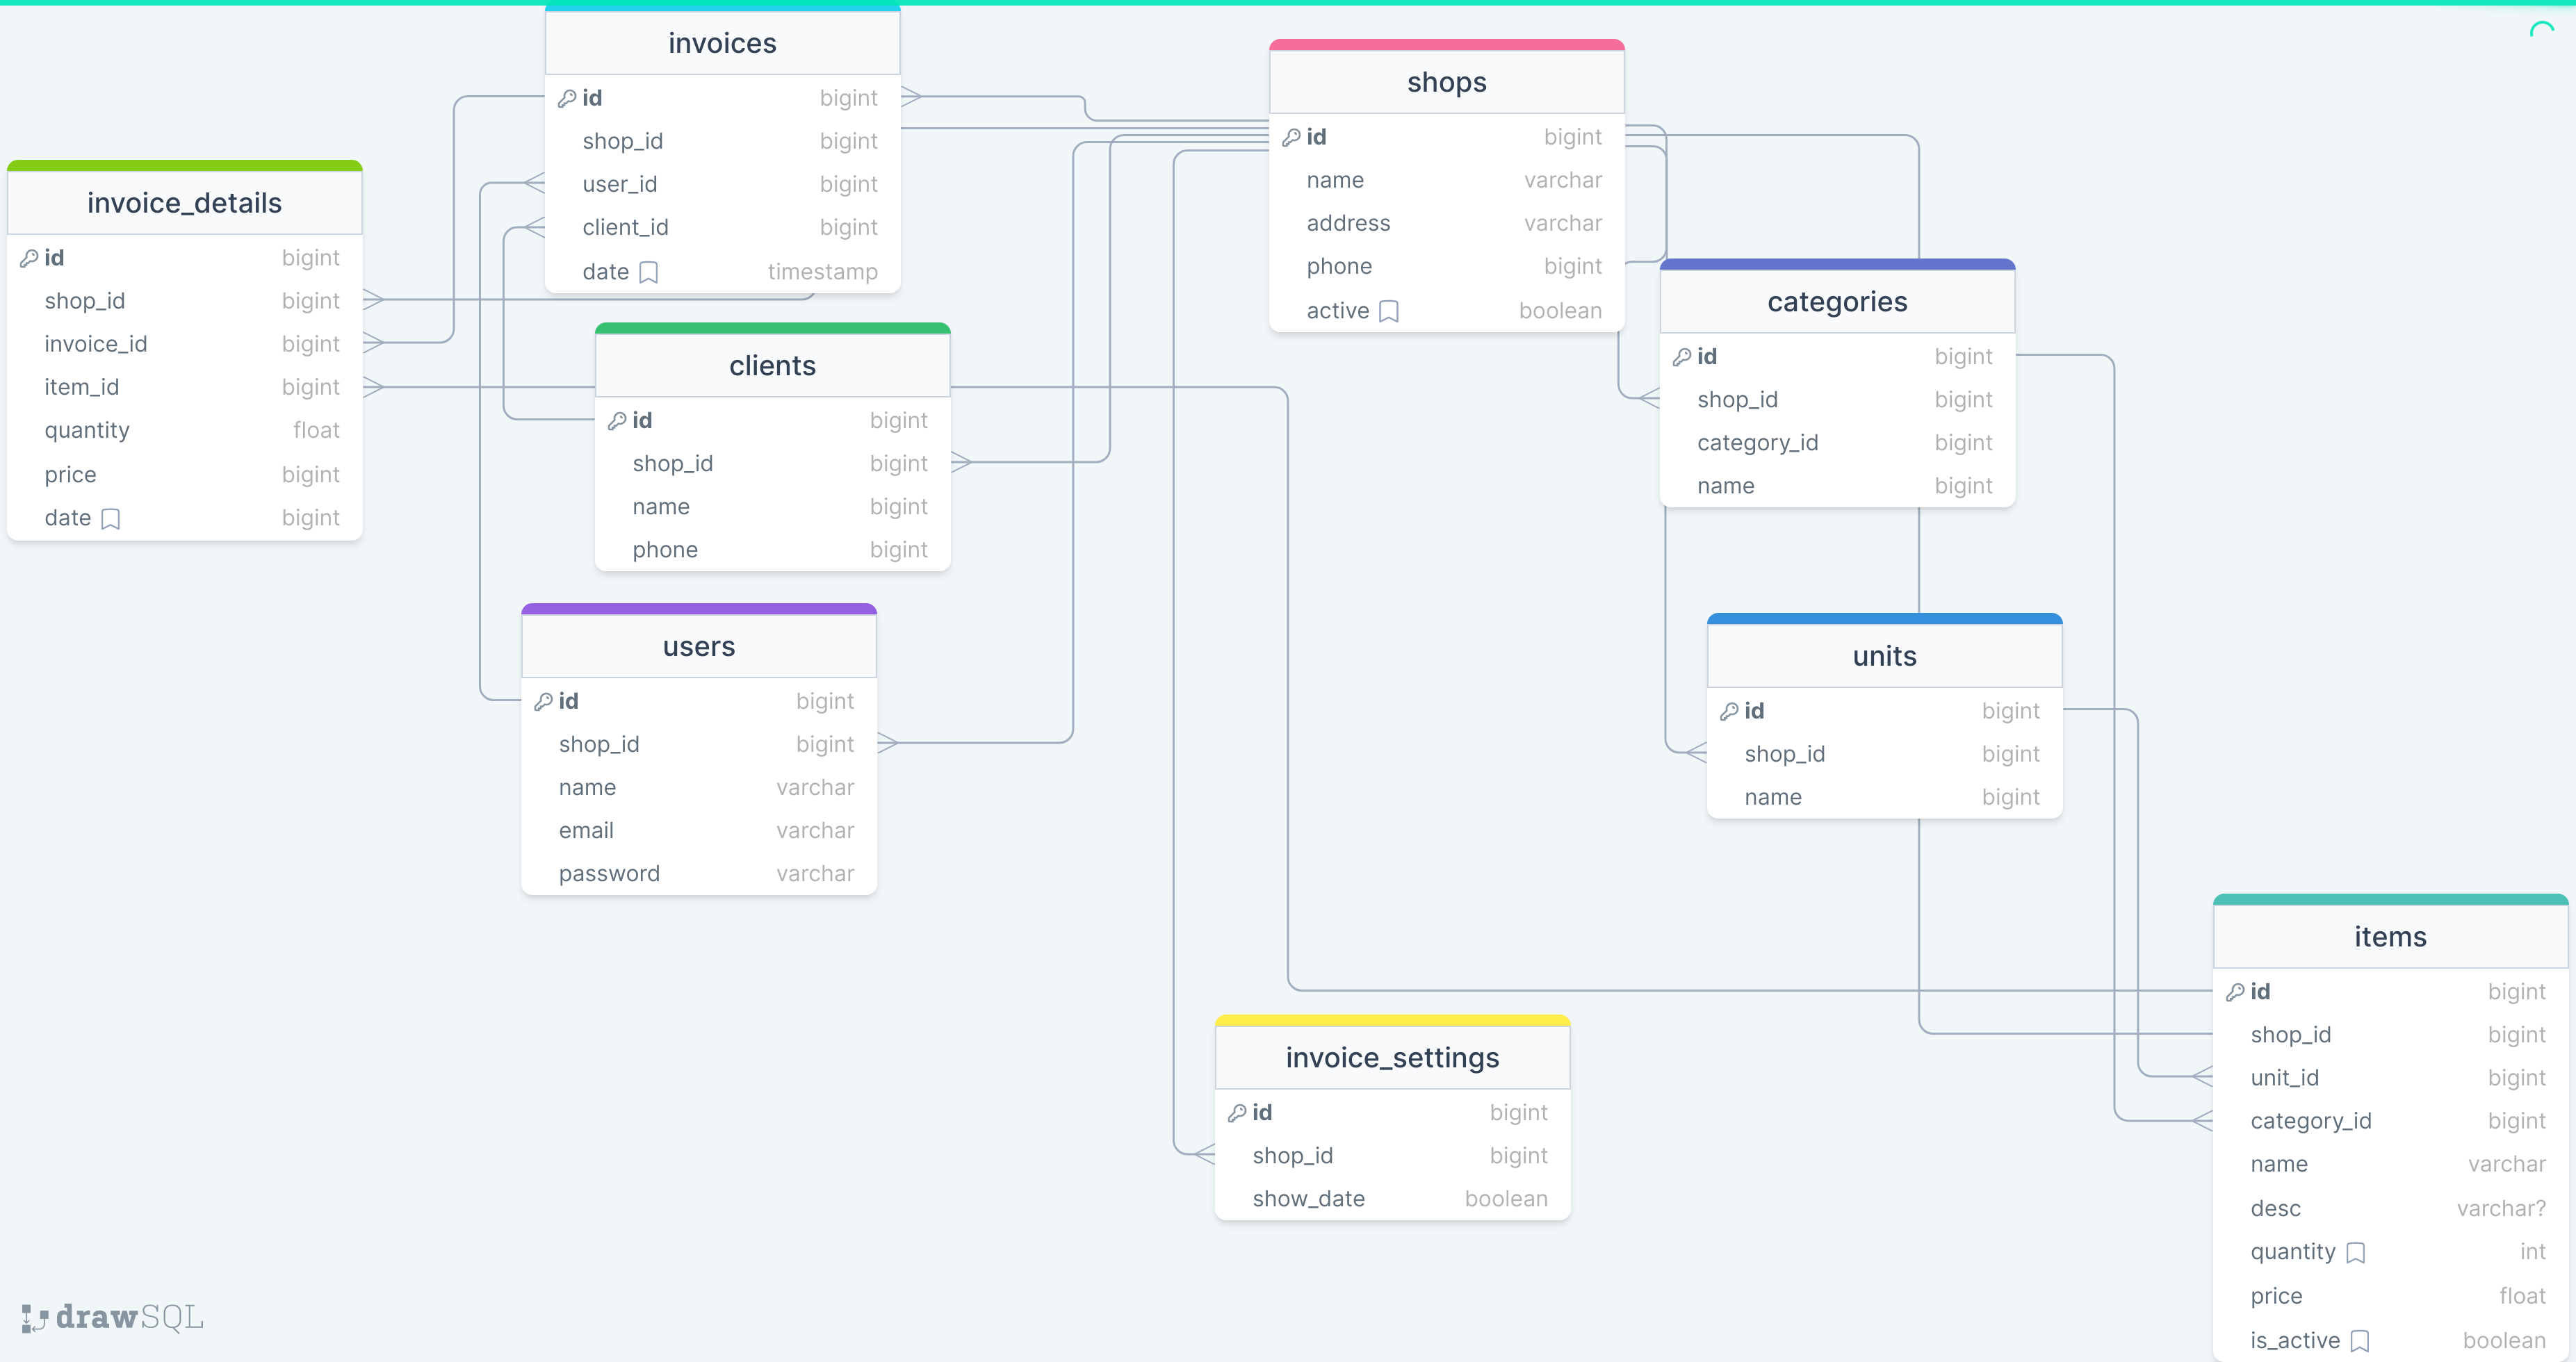 invoices
id bigint
shop_id bigint
user_id bigint
client_id bigint
date timestamp
shops
id bigint
name varchar
address varchar
phone bigint
active boolean
invoice_details
id bigint
shop_id bigint
invoice_id bigint
item_id bigint
quantity float
price bigint
date bigint
categories
id bigint
shop_id bigint
category_id bigint
name bigint
clients
id bigint
shop_id bigint
name bigint
phone bigint
users
id bigint
shop_id bigint
name varchar
email varchar
password varchar
units
id bigint
shop_id bigint
name bigint
items
id bigint
shop_id bigint
unit_id bigint
category_id bigint
name varchar
desc varchar?
quantity int
price float
is_active boolean
invoice_settings
id bigint
shop_id bigint
show_date boolean
drawSQL